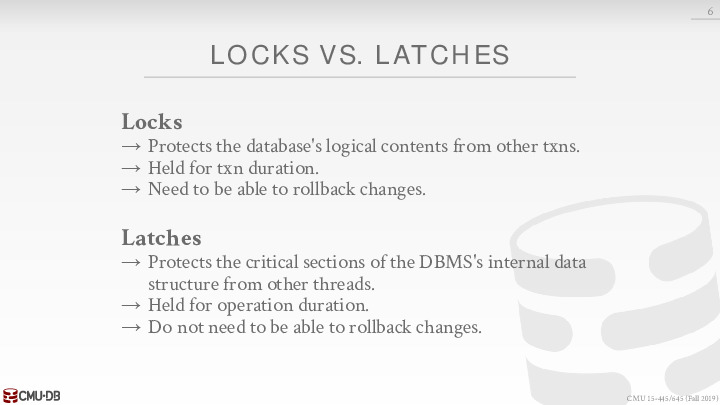 6
LOCKS VS. LATCHES
Locks
→ Protects the database's logical contents from other txns.
→ Held for txn duration.
→ Need to be able to rollback changes.
Latches
→ Protects the critical sections of the DBMS's internal data
structure from other threads.
→ Held for operation duration.
→ Do not need to be able to rollback changes.
CMU·DB
CMU 15-445/645 (Fall 2019)